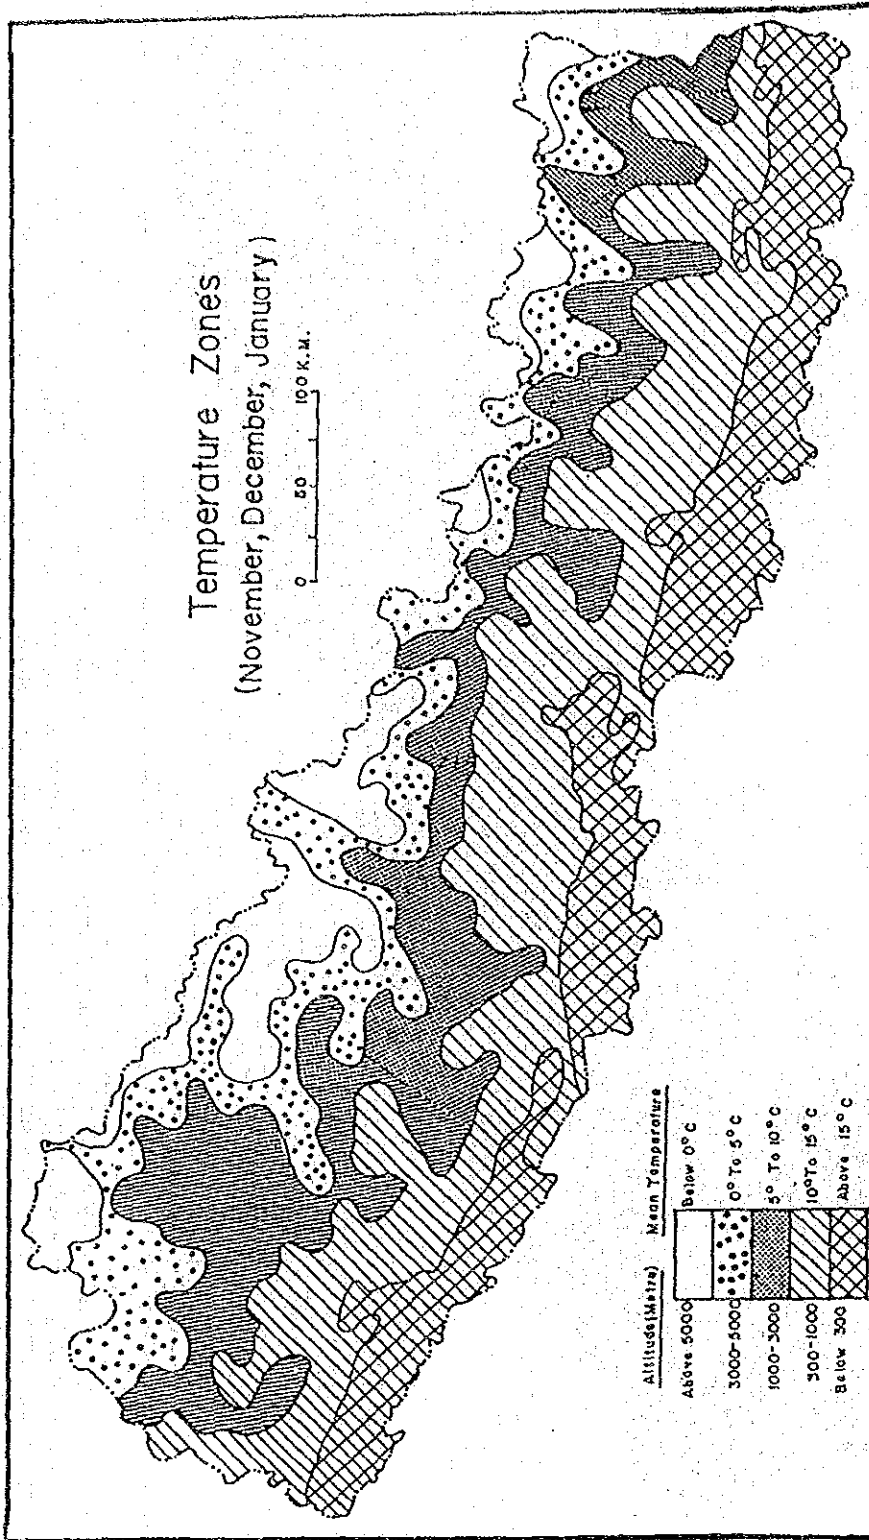 Temperature Zones
(November, December, January)
0 50 100 K.M.
Altitude(Metre) Mean Temperature
Above 5000 Below 0° C
3000-5000 0° To 5° C
1000-3000 5° To 10° C
300-1000 10° To 15° C
Below 300 Above 15° C